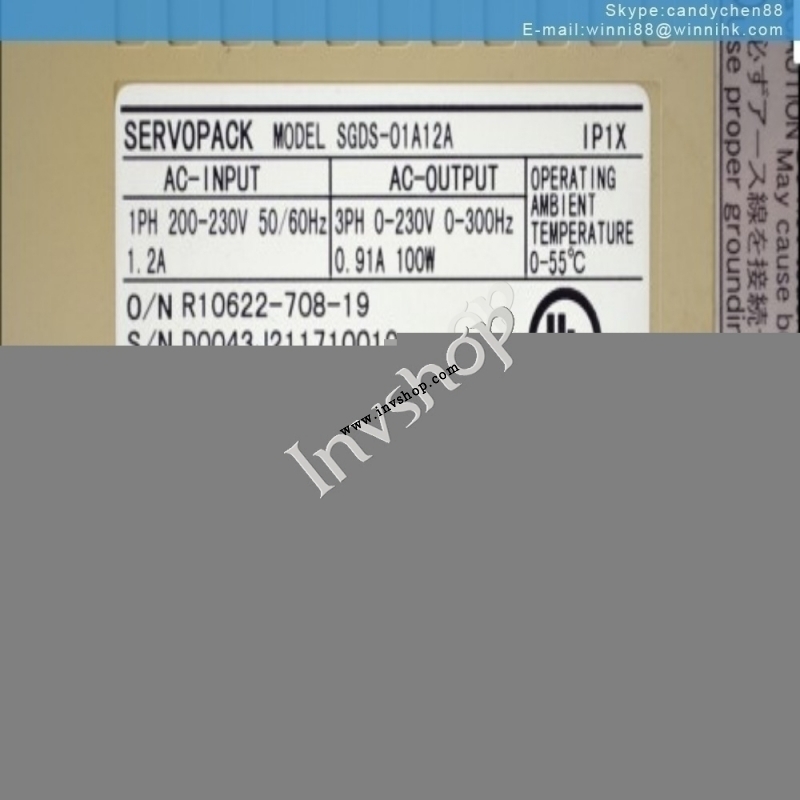 Skype:candychen88
E-mail:winni88@winnihk.com
SERVOPACK MODEL SGDS-01A12A IP1X
AC-INPUT AC-OUTPUT OPERATING
AMBIENT
TEMPERATURE
0-55℃
1PH 200-230V 50/60Hz 3PH 0-230V 0-300Hz
1.2A 0.91A 100W
O/N R10622-708-19
S/N
UL
May cause
se proper
必ずアース線を接続
Invshop
www.invshop.com